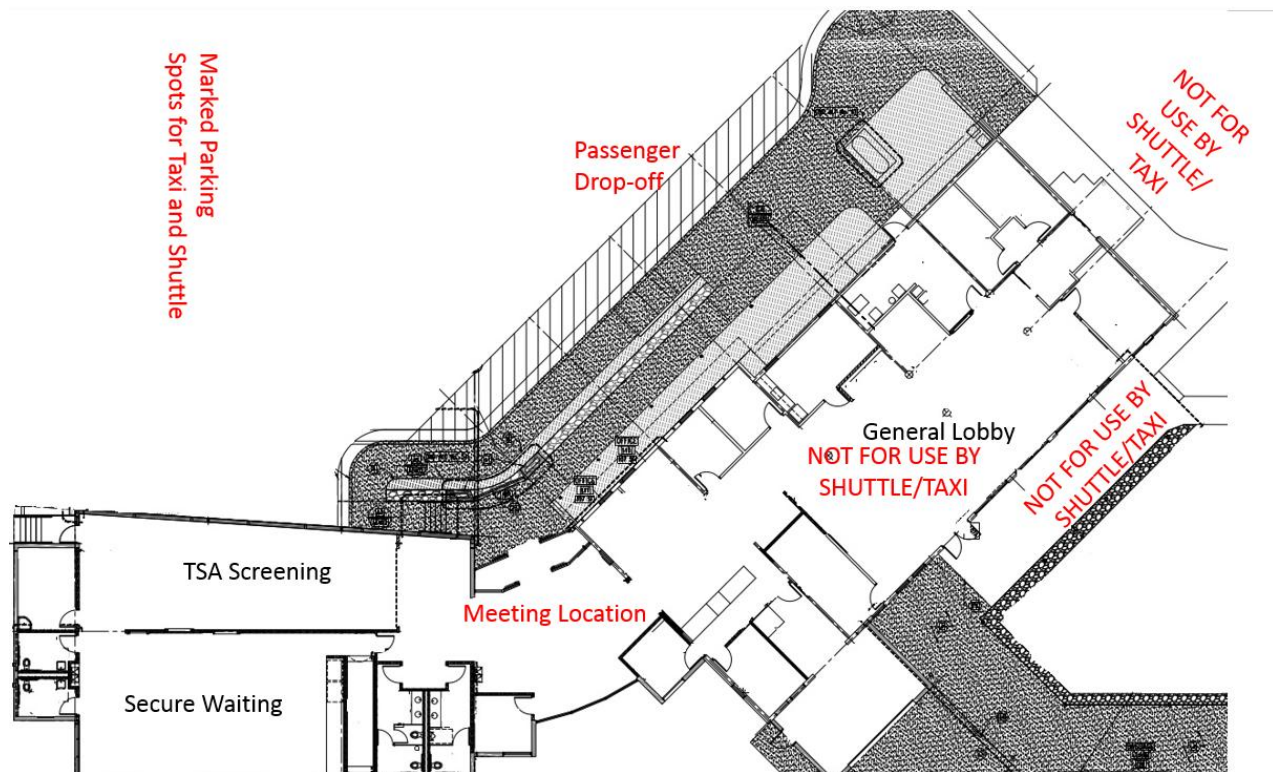 Marked Parking
Spots for Taxi and Shuttle
Passenger
Drop-off
NOT FOR
USE BY
SHUTTLE/
TAXI
General Lobby
NOT FOR USE BY
SHUTTLE/TAXI
NOT FOR USE BY
SHUTTLE/TAXI
TSA Screening
Meeting Location
Secure Waiting